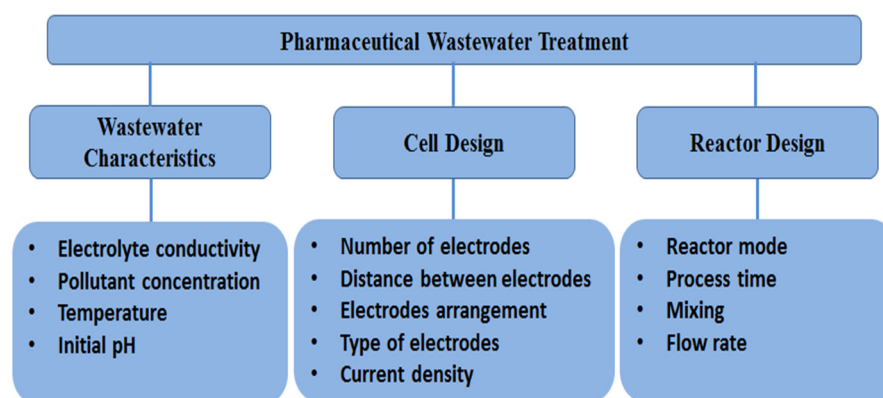 Pharmaceutical Wastewater Treatment
Wastewater
Characteristics
• Electrolyte conductivity
• Pollutant concentration
• Temperature
• Initial pH
Cell Design
• Number of electrodes
• Distance between electrodes
• Electrodes arrangement
• Type of electrodes
• Current density
Reactor Design
• Reactor mode
• Process time
• Mixing
• Flow rate